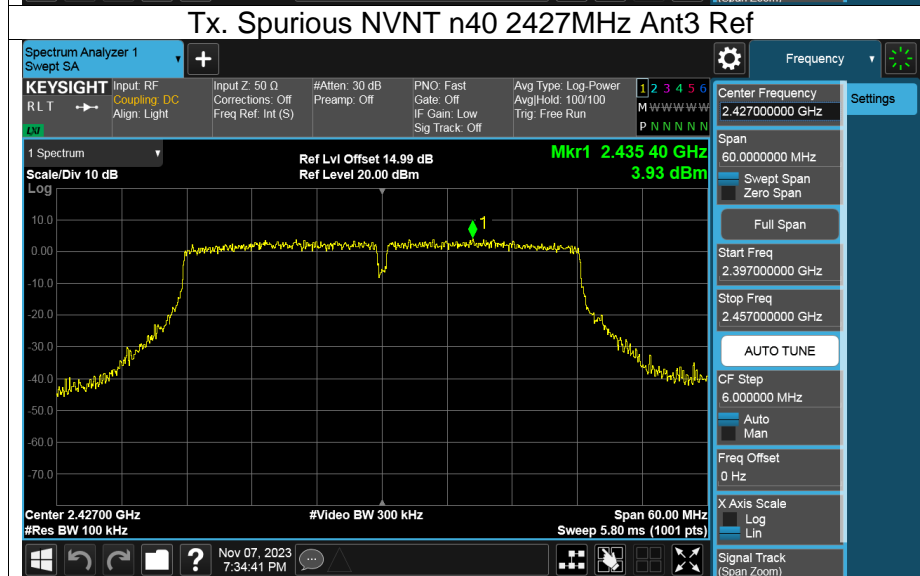 (Span Zoom)
Tx. Spurious NVNT n40 2427MHz Ant3 Ref
Spectrum Analyzer 1
Swept SA
Frequency
KEYSIGHT
R L T
LXI
Input: RF
Coupling: DC
Align: Light
Input Z: 50 Ω
Corrections: Off
Freq Ref: Int (S)
#Atten: 30 dB
Preamp: Off
PNO: Fast
Gate: Off
IF Gain: Low
Sig Track: Off
Avg Type: Log-Power
Avg|Hold: 100/100
Trig: Free Run
1 2 3 4 5 6
M W W W W W
P N N N N N
Center Frequency
2.427000000 GHz
Settings
1 Spectrum
Scale/Div 10 dB
Log
Ref Lvl Offset 14.99 dB
Ref Level 20.00 dBm
Mkr1 2.435 40 GHz
3.93 dBm
Span
60.0000000 MHz
Swept Span
Zero Span
Full Span
Start Freq
2.397000000 GHz
Stop Freq
2.457000000 GHz
AUTO TUNE
CF Step
6.000000 MHz
Auto
Man
Freq Offset
0 Hz
X Axis Scale
Log
Lin
Signal Track
(Span Zoom)
1
10.0
0.00
-10.0
-20.0
-30.0
-40.0
-50.0
-60.0
-70.0
Center 2.42700 GHz
#Res BW 100 kHz
#Video BW 300 kHz
Span 60.00 MHz
Sweep 5.80 ms (1001 pts)
?
Nov 07, 2023
7:34:41 PM